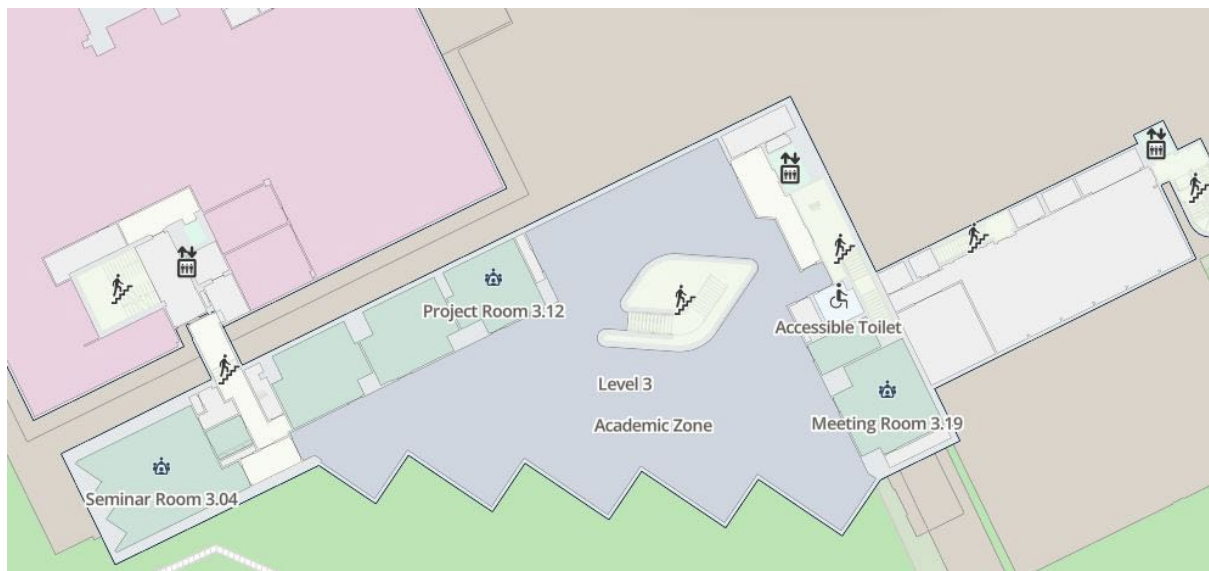 Project Room 3.12
Accessible Toilet
Level 3
Academic Zone
Meeting Room 3.19
Seminar Room 3.04